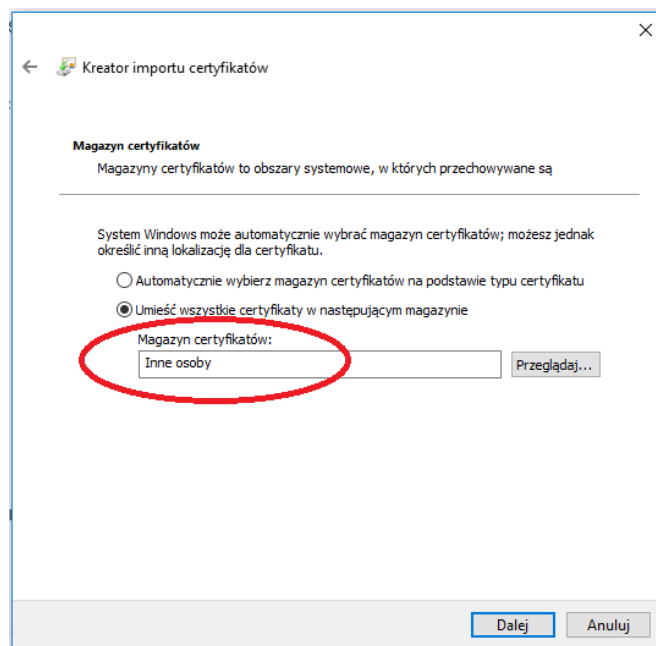 Kreator importu certyfikatów
Magazyn certyfikatów
Magazyny certyfikatów to obszary systemowe, w których przechowywane są
System Windows może automatycznie wybrać magazyn certyfikatów; możesz jednak
określić inną lokalizację dla certyfikatu.
Automatycznie wybierz magazyn certyfikatów na podstawie typu certyfikatu
Umieść wszystkie certyfikaty w następującym magazynie
Magazyn certyfikatów:
Inne osoby
Przeglądaj...
Dalej
Anuluj